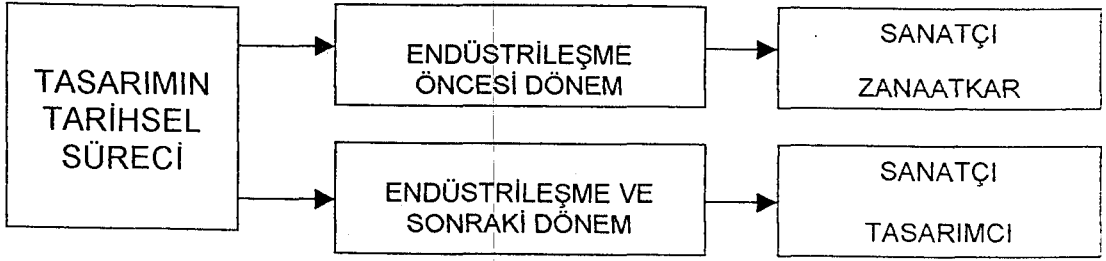 TASARIMIN
TARİHSEL
SÜRECİ
ENDÜSTRİLEŞME
ÖNCESİ DÖNEM
SANATÇI
ZANAATKAR
ENDÜSTRİLEŞME VE
SONRAKİ DÖNEM
SANATÇI
TASARIMCI